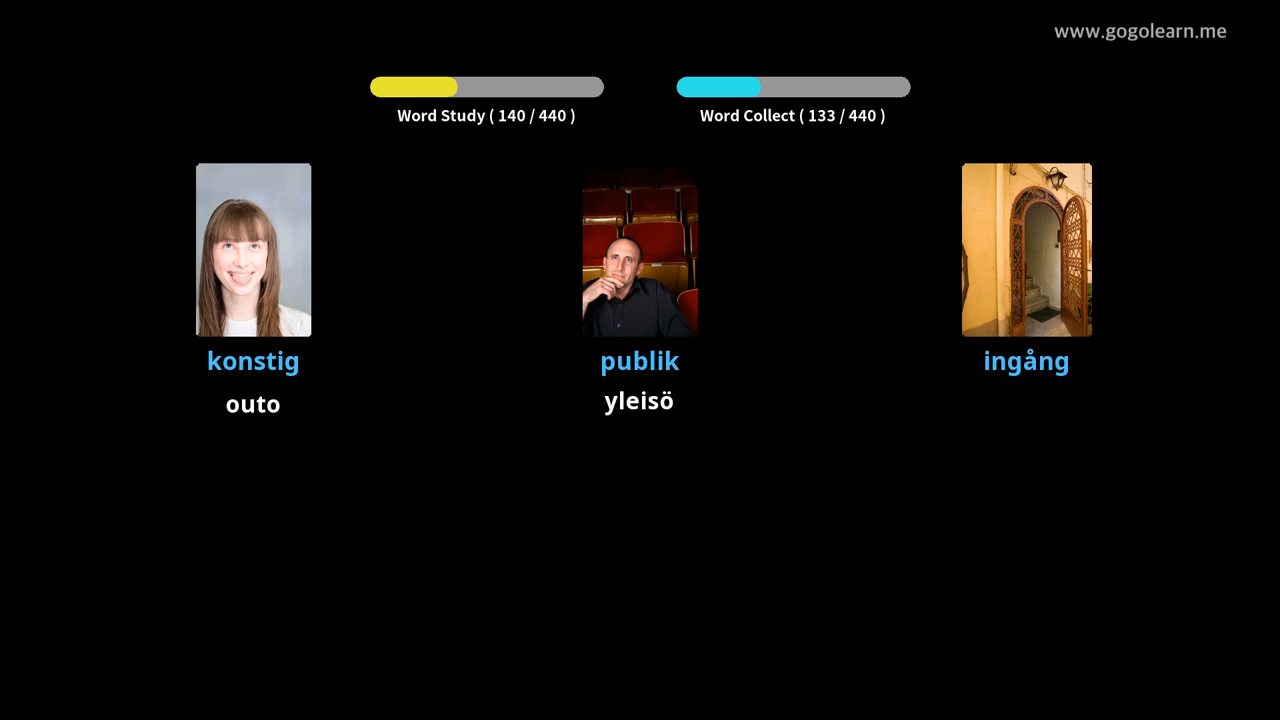 www.gogolearn.me
Word Study ( 140 / 440 )
Word Collect ( 133 / 440 )
konstig
publik
ingång
outo
yleisö